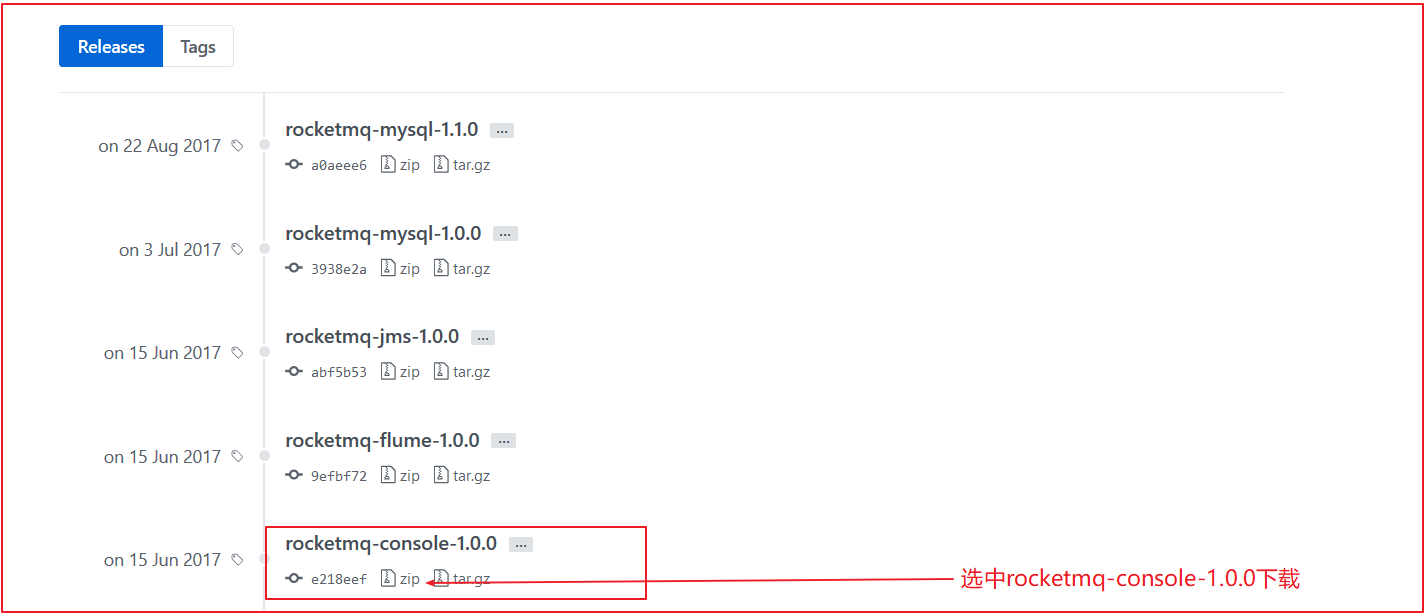 Releases Tags
rocketmq-mysql-1.1.0 ...
on 22 Aug 2017
a0aeee6 zip tar.gz
rocketmq-mysql-1.0.0 ...
on 3 Jul 2017
3938e2a zip tar.gz
rocketmq-jms-1.0.0 ...
on 15 Jun 2017
abf5b53 zip tar.gz
rocketmq-flume-1.0.0 ...
on 15 Jun 2017
9efbf72 zip tar.gz
rocketmq-console-1.0.0 ...
on 15 Jun 2017
e218eef zip tar.gz
选中rocketmq-console-1.0.0下载